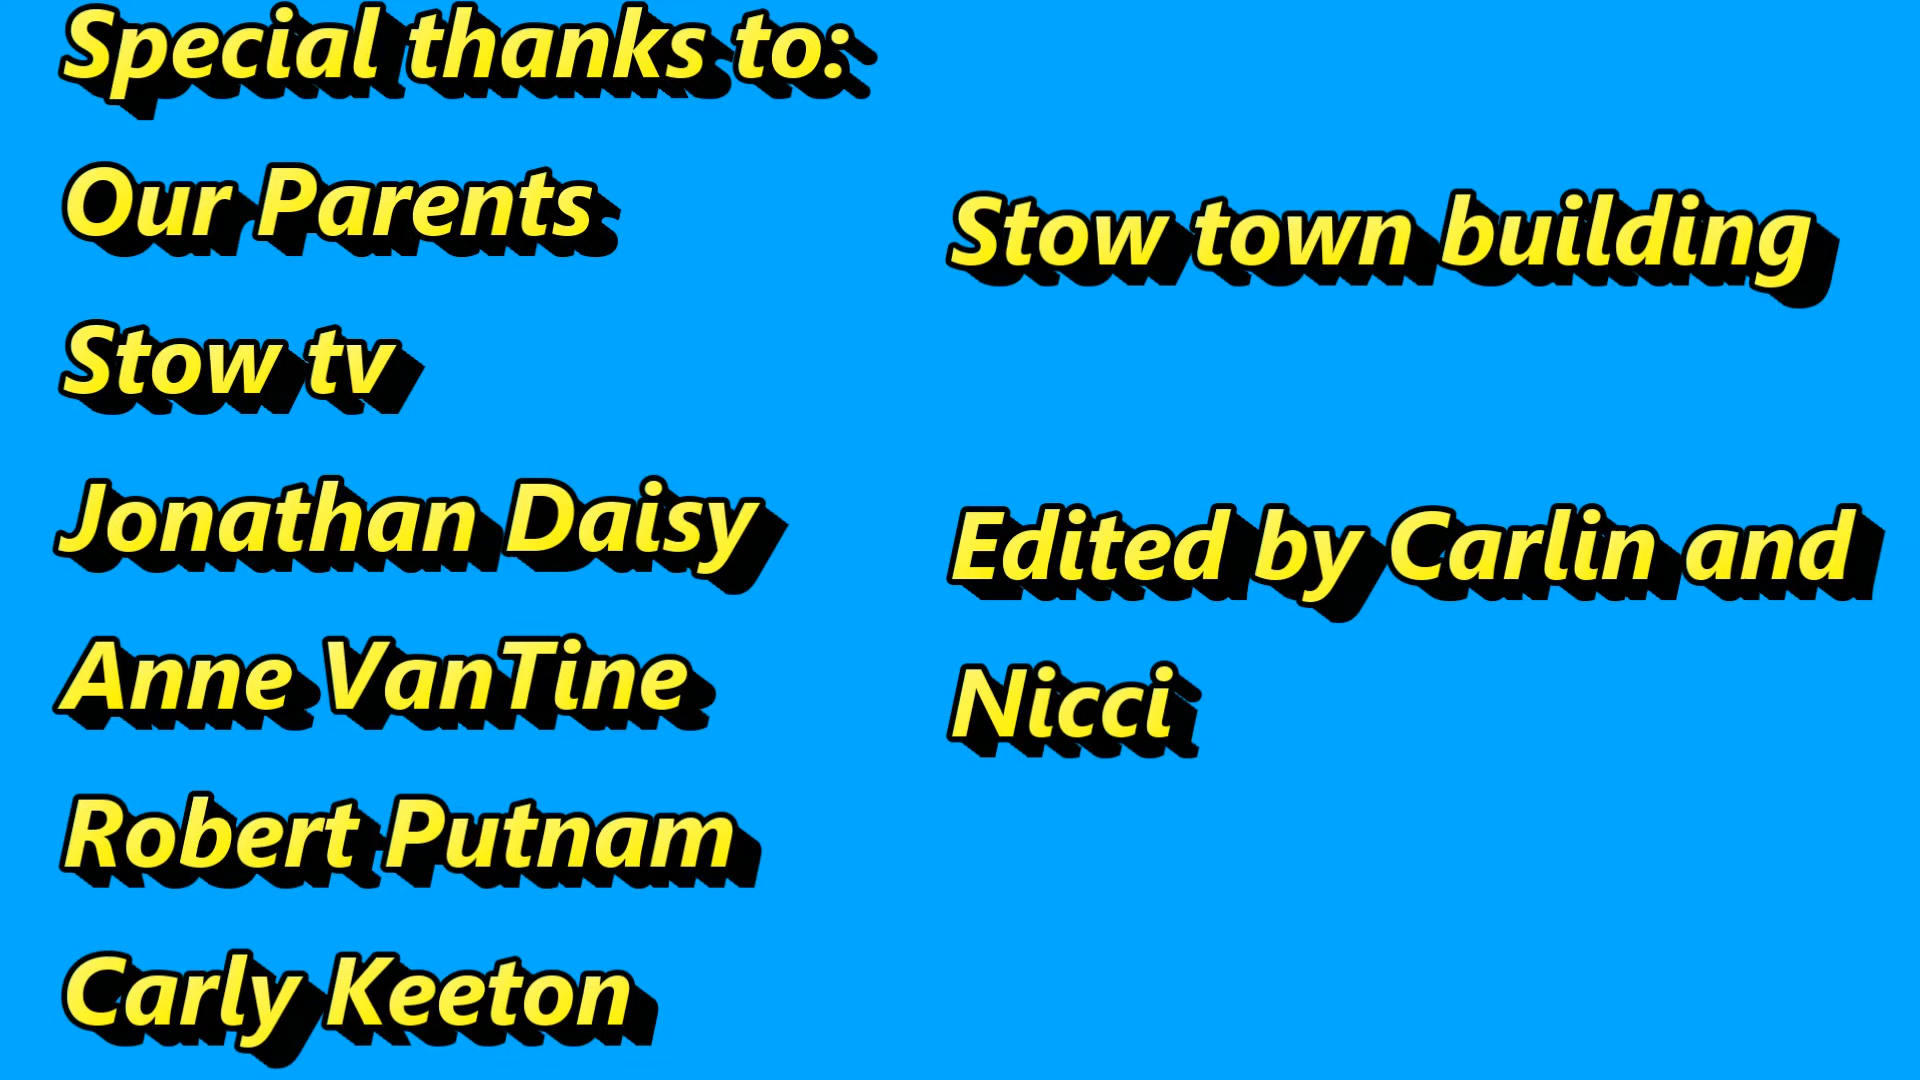 Special thanks to:
Our Parents
Stow tv
Jonathan Daisy
Anne VanTine
Robert Putnam
Carly Keeton
Stow town building
Edited by Carlin and
Nicci